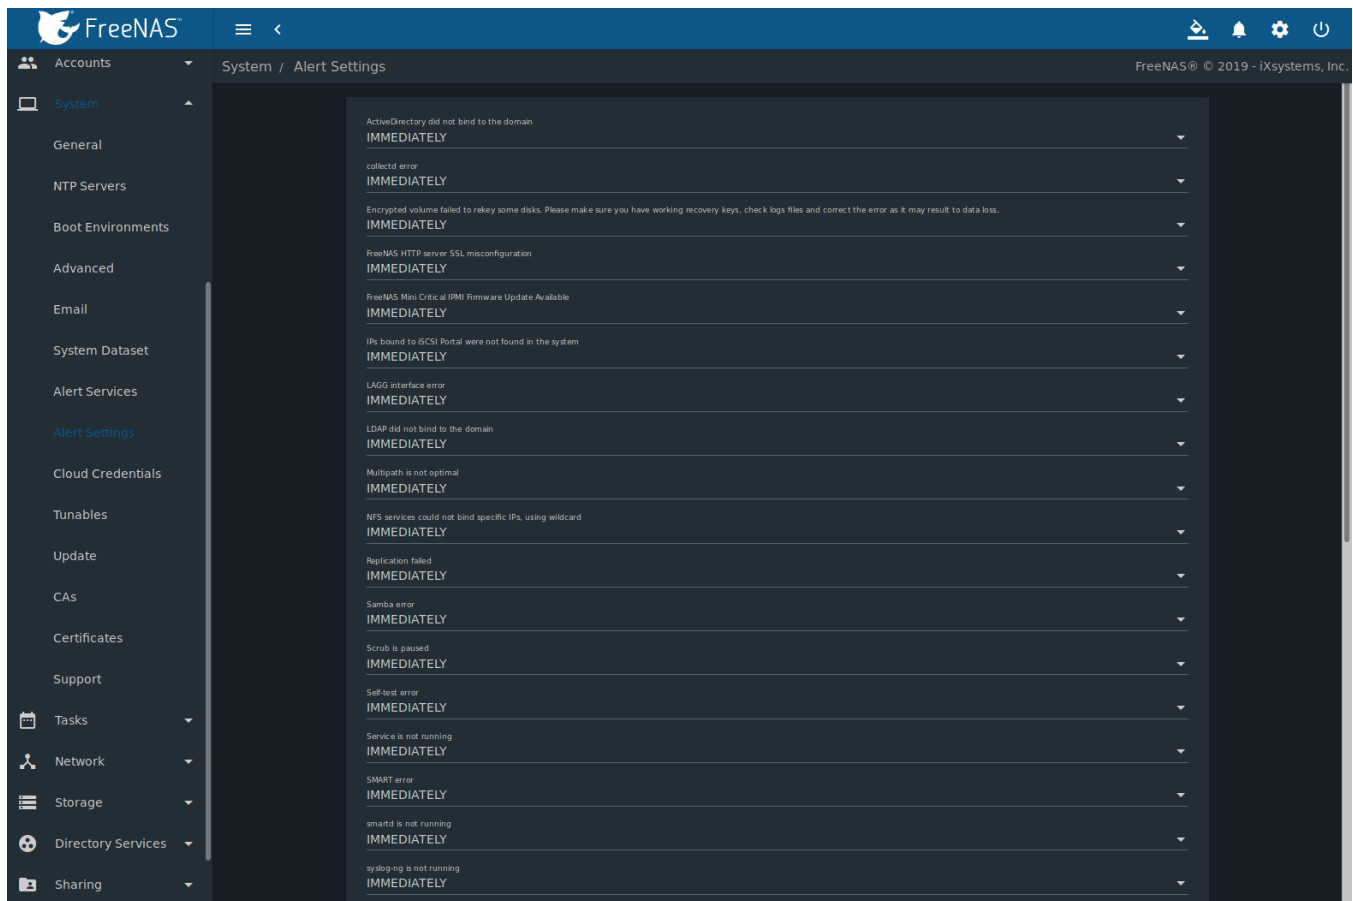 FreeNAS™
Accounts
System
General
NTP Servers
Boot Environments
Advanced
Email
System Dataset
Alert Services
Alert Settings
Cloud Credentials
Tunables
Update
CAs
Certificates
Support
Tasks
Network
Storage
Directory Services
Sharing
System / Alert Settings
FreeNAS® © 2019 - iXsystems, Inc.
ActiveDirectory did not bind to the domain
IMMEDIATELY
collectd error
IMMEDIATELY
Encrypted volume failed to rekey some disks. Please make sure you have working recovery keys, check logs files and correct the error as it may result to data loss.
IMMEDIATELY
FreeNAS HTTP server SSL misconfiguration
IMMEDIATELY
FreeNAS Mini Critical IPMI Firmware Update Available
IMMEDIATELY
IPs bound to iSCSI Portal were not found in the system
IMMEDIATELY
LAGG interface error
IMMEDIATELY
LDAP did not bind to the domain
IMMEDIATELY
Multipath is not optimal
IMMEDIATELY
NFS services could not bind specific IPs, using wildcard
IMMEDIATELY
Replication failed
IMMEDIATELY
Samba error
IMMEDIATELY
Scrub is paused
IMMEDIATELY
Self-test error
IMMEDIATELY
Service is not running
IMMEDIATELY
SMART error
IMMEDIATELY
smartd is not running
IMMEDIATELY
syslog-ng is not running
IMMEDIATELY